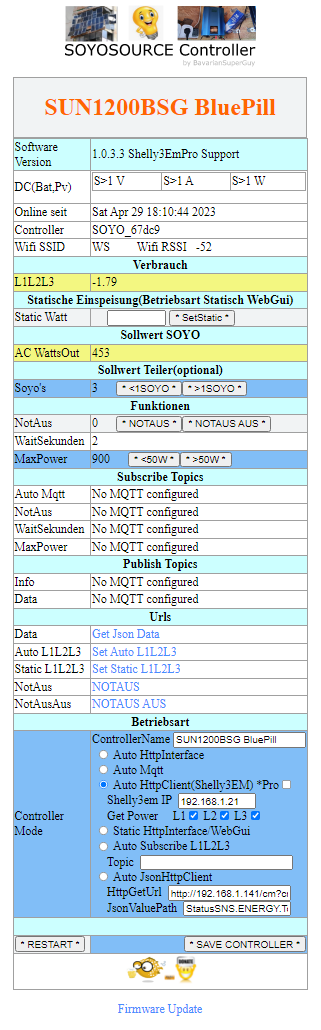 SOYOSOURCE Controller
by BavarianSuperGuy
SUN1200BSG BluePill
Software Version 1.0.3.3 Shelly3EmPro Support
DC(Bat,Pv) S>1 V S>1 A S>1 W
Online seit Sat Apr 29 18:10:44 2023
Controller SOYO_67dc9
Wifi SSID WS Wifi RSSI -52
Verbrauch
L1L2L3 -1.79
Statische Einspeisung(Betriebsart Statisch WebGui)
Static Watt * SetStatic *
Sollwert SOYO
AC WattsOut 453
Sollwert Teiler(optional)
Soyo's 3 * <1SOYO * * >1SOYO *
Funktionen
NotAus 0 * NOTAUS * * NOTAUS AUS *
WaitSekunden 2
MaxPower 900 * <50W * * >50W *
Subscribe Topics
Auto Mqtt No MQTT configured
NotAus No MQTT configured
WaitSekunden No MQTT configured
MaxPower No MQTT configured
Publish Topics
Info No MQTT configured
Data No MQTT configured
Urls
Data Get Json Data
Auto L1L2L3 Set Auto L1L2L3
Static L1L2L3 Set Static L1L2L3
NotAus NOTAUS
NotAusAus NOTAUS AUS
Betriebsart
Controller Mode
ControllerName SUN1200BSG BluePill
Auto HttpInterface
Auto Mqtt
Auto HttpClient(Shelly3EM) *Pro
Shelly3em IP 192.168.1.21
Get Power L1 L2 L3
Static HttpInterface/WebGui
Auto Subscribe L1L2L3
Topic
Auto JsonHttpClient
HttpGetUrl http://192.168.1.141/cm?c
JsonValuePath StatusSNS.ENERGY.T
* RESTART * * SAVE CONTROLLER *
DONATE
Firmware Update